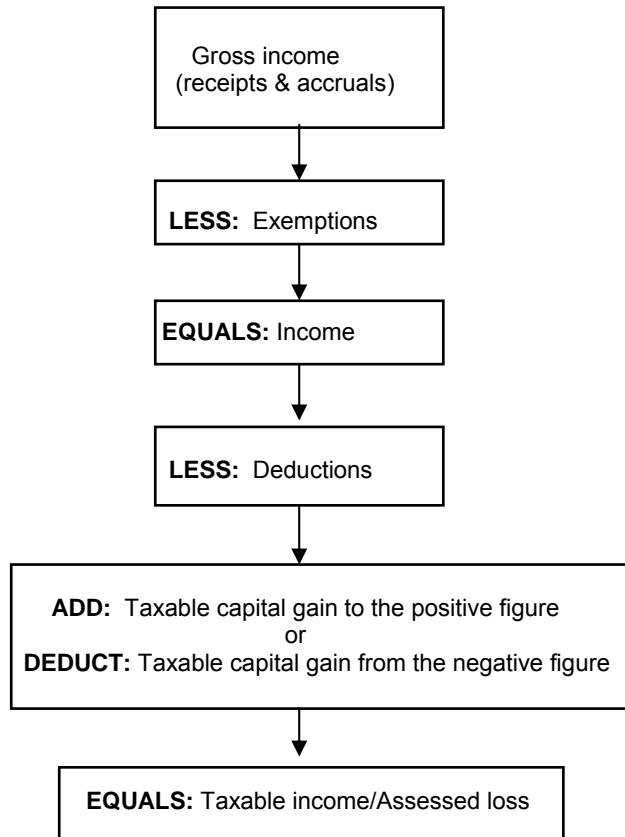 Gross income
(receipts & accruals)
LESS: Exemptions
EQUALS: Income
LESS: Deductions
ADD: Taxable capital gain to the positive figure
or
DEDUCT: Taxable capital gain from the negative figure
EQUALS: Taxable income/Assessed loss